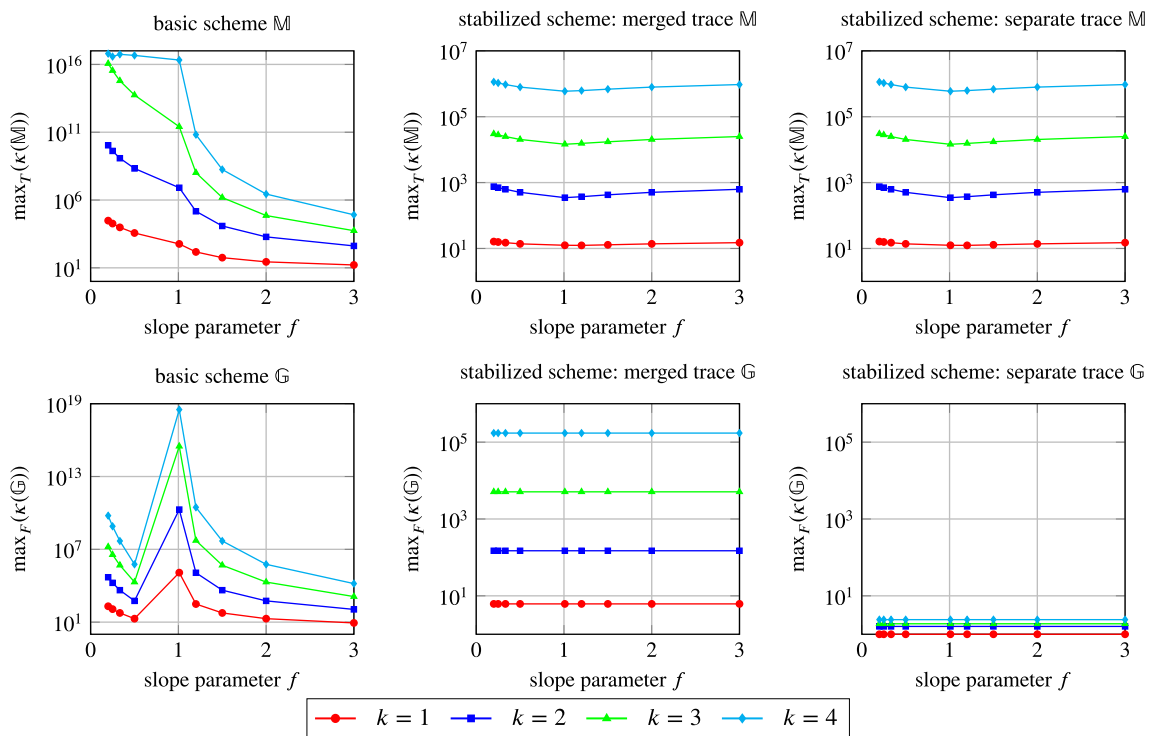 basic scheme 𝕄
stabilized scheme: merged trace 𝕄
stabilized scheme: separate trace 𝕄
max_T(κ(𝕄))
10^16
10^11
10^6
10^1
0 1 2 3
slope parameter f
max_T(κ(𝕄))
10^7
10^5
10^3
10^1
0 1 2 3
slope parameter f
max_T(κ(𝕄))
10^7
10^5
10^3
10^1
0 1 2 3
slope parameter f
basic scheme 𝔾
stabilized scheme: merged trace 𝔾
stabilized scheme: separate trace 𝔾
max_F(κ(𝔾))
10^19
10^13
10^7
10^1
0 1 2 3
slope parameter f
max_F(κ(𝔾))
10^5
10^3
10^1
0 1 2 3
slope parameter f
max_F(κ(𝔾))
10^5
10^3
10^1
0 1 2 3
slope parameter f
k = 1 k = 2 k = 3 k = 4